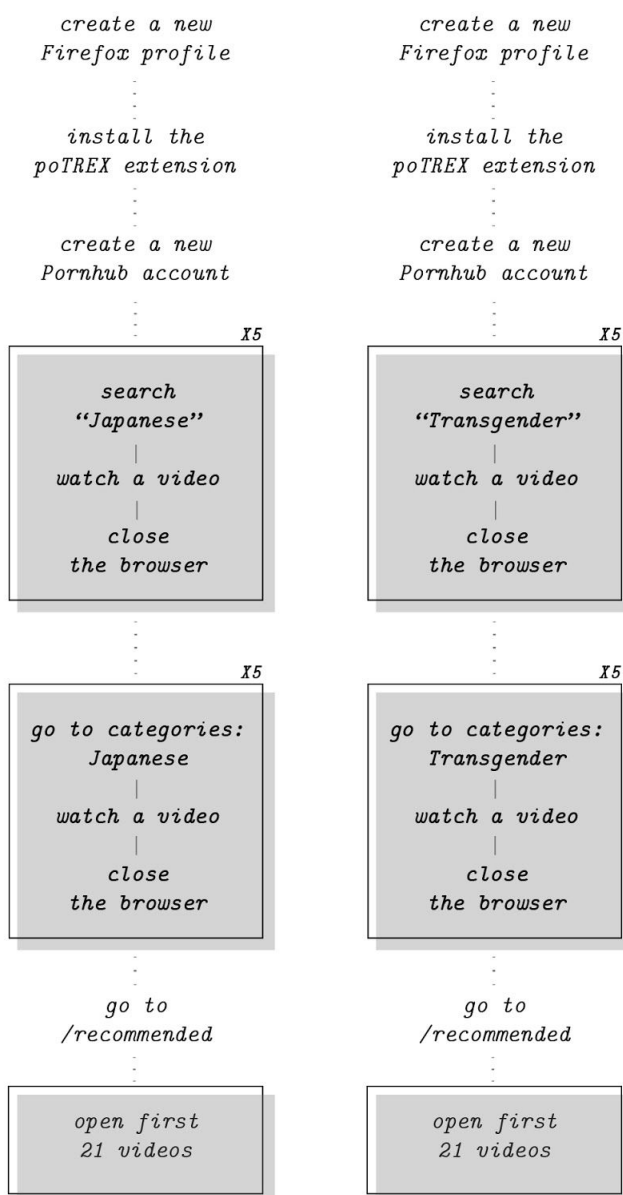 create a new
Firefox profile
install the
poTREX extension
create a new
Pornhub account
X5
search
“Japanese”
watch a video
close
the browser
X5
go to categories:
Japanese
watch a video
close
the browser
go to
/recommended
open first
21 videos
create a new
Firefox profile
install the
poTREX extension
create a new
Pornhub account
X5
search
“Transgender”
watch a video
close
the browser
X5
go to categories:
Transgender
watch a video
close
the browser
go to
/recommended
open first
21 videos